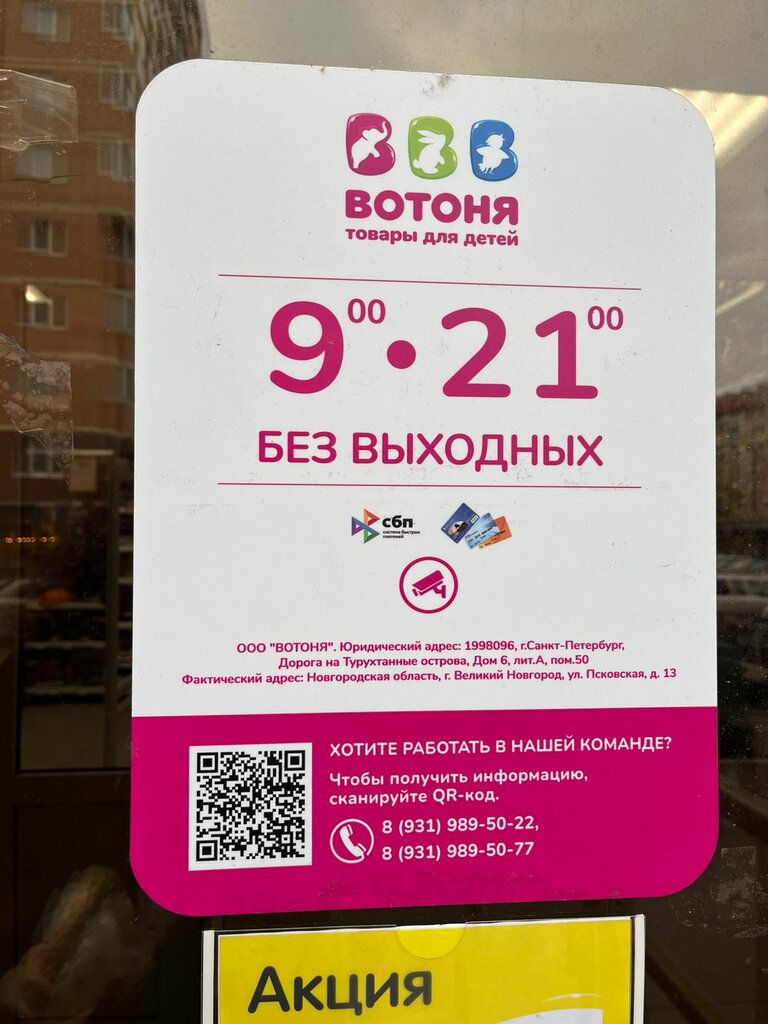 ВОТОНЯ
товары для детей
9 00 • 21 00
БЕЗ ВЫХОДНЫХ
сбп
система быстрых
платежей
ООО "ВОТОНЯ". Юридический адрес: 1998096, г.Санкт-Петербург,
Дорога на Турухтанные острова, Дом 6, лит.А, пом.50
Фактический адрес: Новгородская область, г. Великий Новгород, ул. Псковская, д. 13
ХОТИТЕ РАБОТАТЬ В НАШЕЙ КОМАНДЕ?
Чтобы получить информацию,
сканируйте QR-код.
8 (931) 989-50-22,
8 (931) 989-50-77
Акция